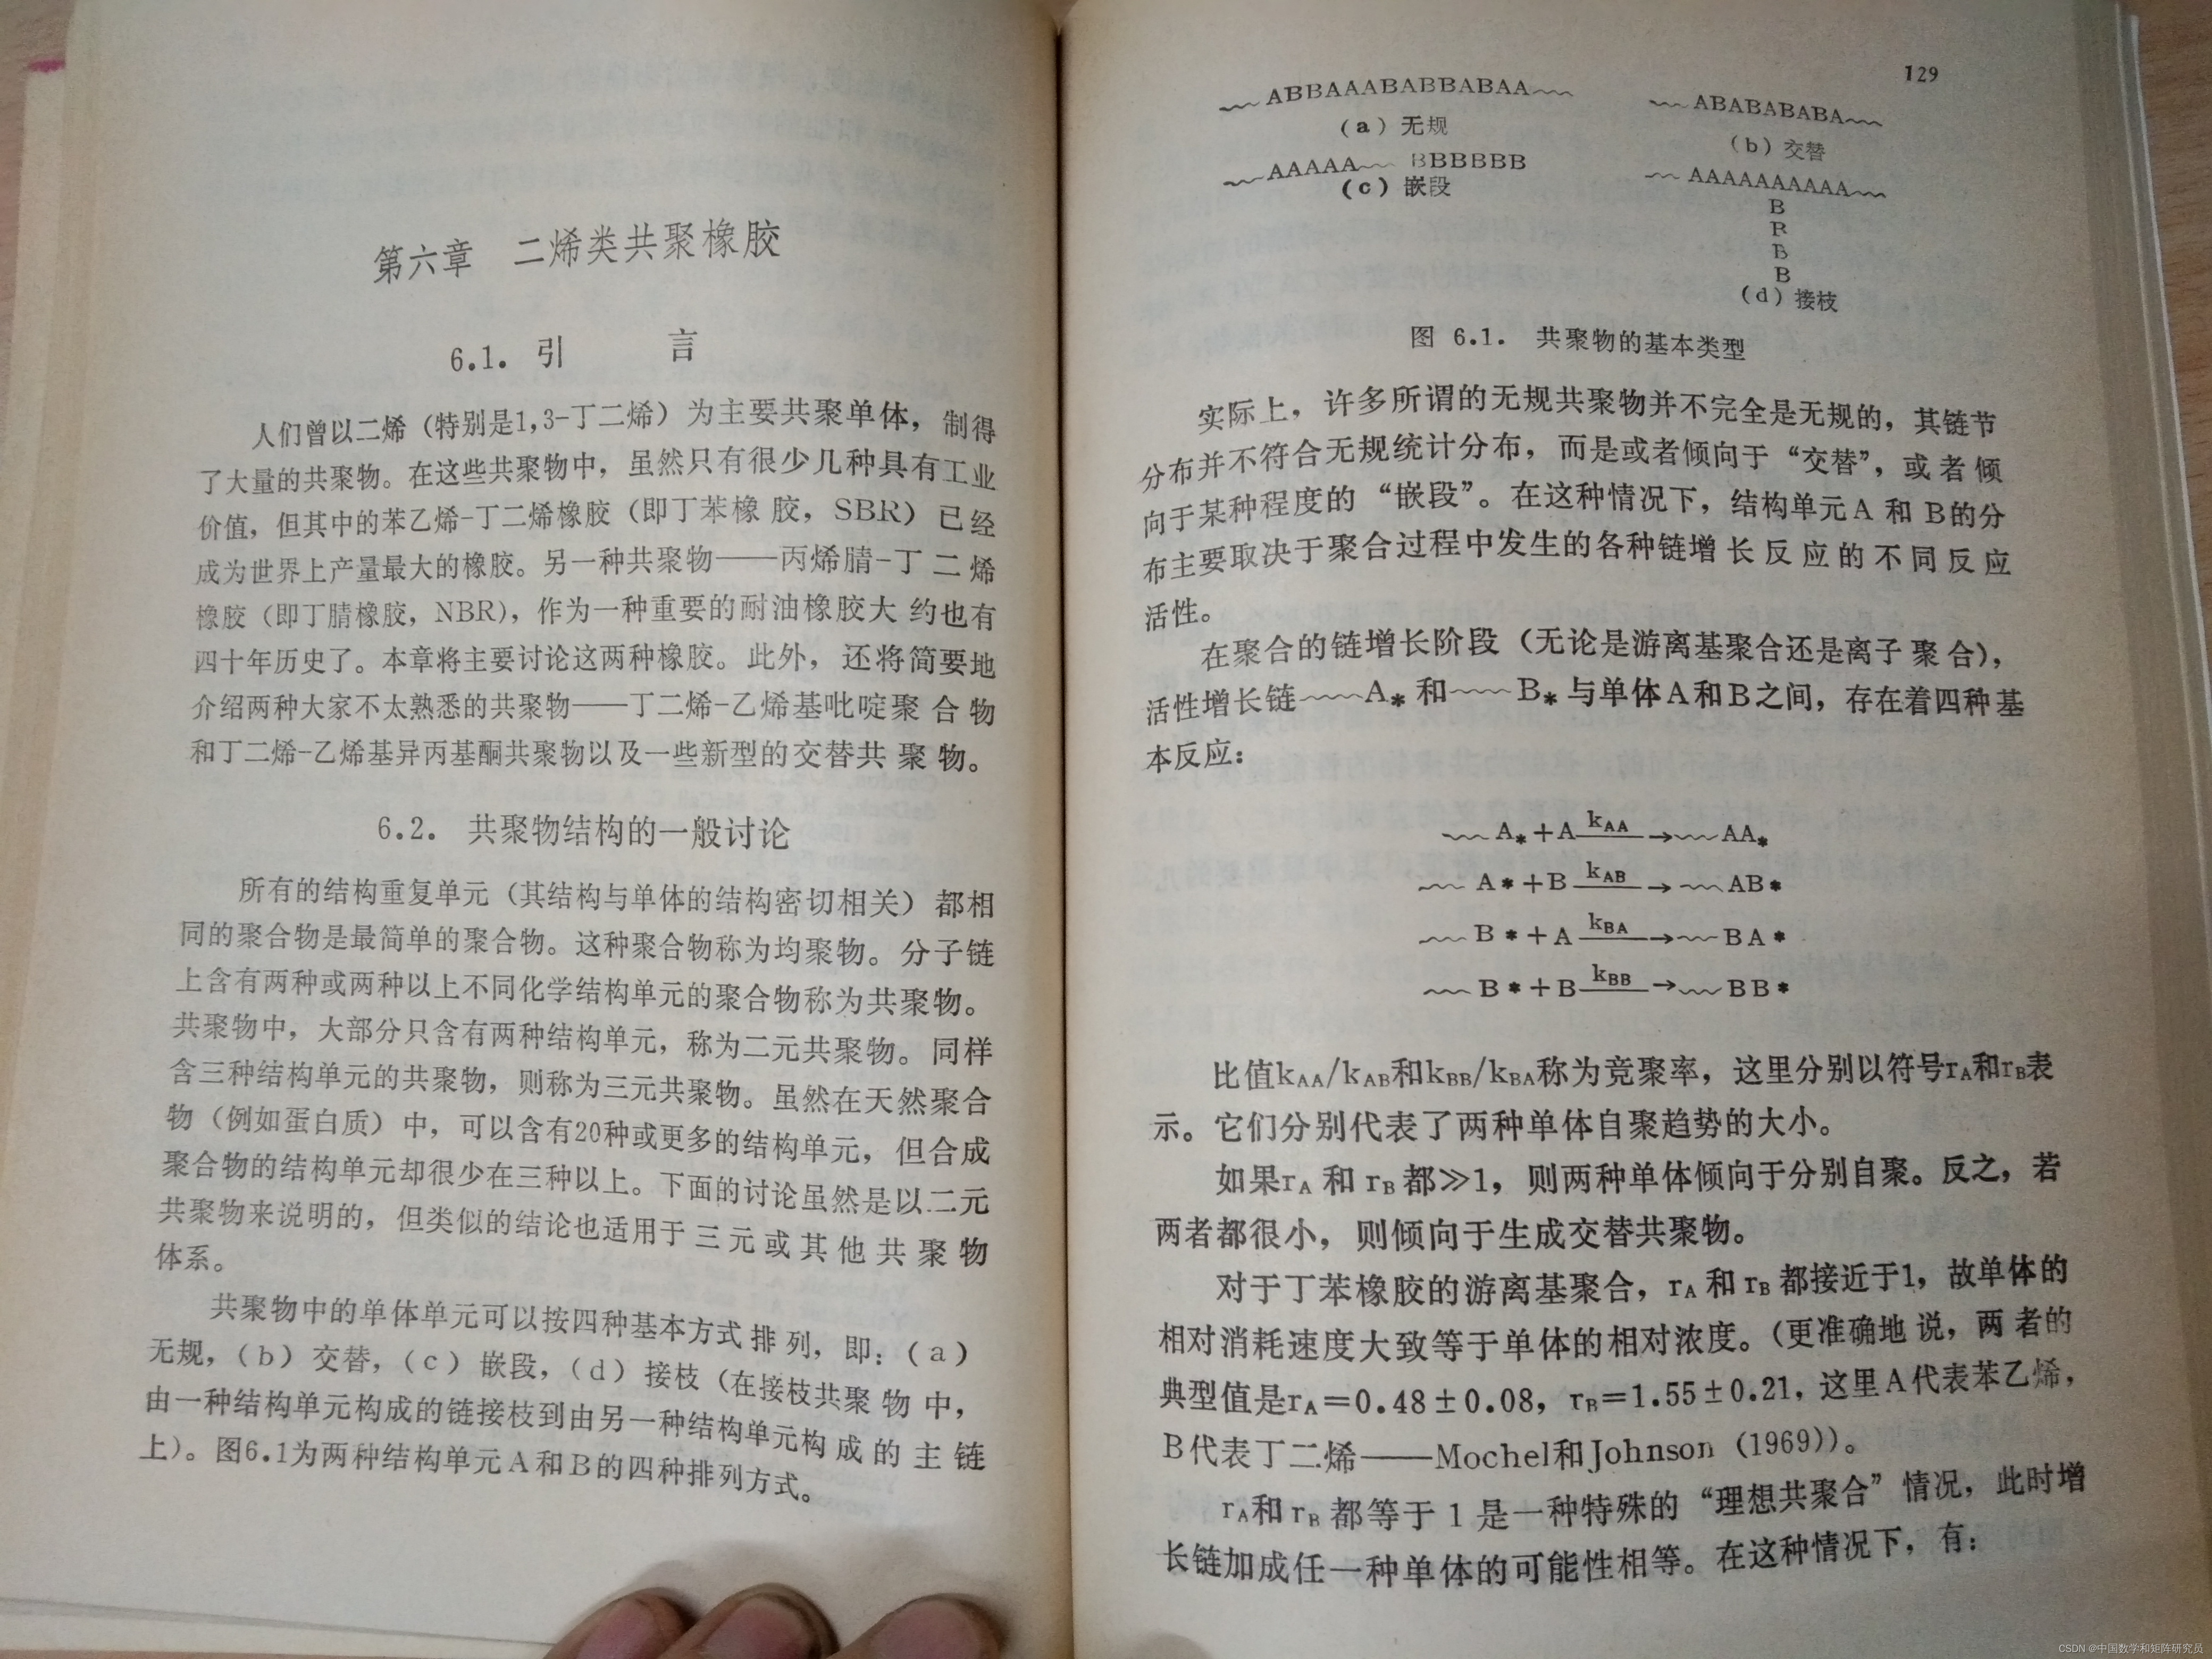 第六章 二烯类共聚橡胶
6.1. 引 言
人们曾以二烯（特别是1,3-丁二烯）为主要共聚单体，制得
了大量的共聚物。在这些共聚物中，虽然只有很少几种具有工业
价值，但其中的苯乙烯-丁二烯橡胶（即丁苯橡胶，SBR）已经
成为世界上产量最大的橡胶。另一种共聚物——丙烯腈-丁二烯
橡胶（即丁腈橡胶，NBR），作为一种重要的耐油橡胶大约也有
四十年历史了。本章将主要讨论这两种橡胶。此外，还将简要地
介绍两种大家不太熟悉的共聚物——丁二烯-乙烯基吡啶聚合物
和丁二烯-乙烯基异丙基酮共聚物以及一些新型的交替共聚物。
6.2. 共聚物结构的一般讨论
所有的结构重复单元（其结构与单体的结构密切相关）都相
同的聚合物是最简单的聚合物。这种聚合物称为均聚物。分子链
上含有两种或两种以上不同化学结构单元的聚合物称为共聚物。
共聚物中，大部分只含有两种结构单元，称为二元共聚物。同样
含三种结构单元的共聚物，则称为三元共聚物。虽然在天然聚合
物（例如蛋白质）中，可以含有20种或更多的结构单元，但合成
聚合物的结构单元却很少在三种以上。下面的讨论虽然是以二元
共聚物来说明的，但类似的结论也适用于三元或其他共聚物
体系。
共聚物中的单体单元可以按四种基本方式排列，即：（a）
无规，（b）交替，（c）嵌段，（d）接枝（在接枝共聚物中，
由一种结构单元构成的链接枝到由另一种结构单元构成的主链
上）。图6.1为两种结构单元A和B的四种排列方式。
129
～～ABBAAABABBABAA～～
～～ABABABABA～～
（a）无规
（b）交替
～～AAAAA～～ BBBBBB
～～AAAAAAAAAA～～
（c）嵌段
B
B
B
B
（d）接枝
图 6.1. 共聚物的基本类型
实际上，许多所谓的无规共聚物并不完全是无规的，其链节
分布并不符合无规统计分布，而是或者倾向于“交替”，或者倾
向于某种程度的“嵌段”。在这种情况下，结构单元A和B的分
布主要取决于聚合过程中发生的各种链增长反应的不同反应
活性。
在聚合的链增长阶段（无论是游离基聚合还是离子聚合），
活性增长链～～A* 和～～B* 与单体A和B之间，存在着四种基
本反应：
～～A*+A kAA→～～AA*
～～A*+B kAB→～～AB*
～～B*+A kBA→～～BA*
～～B*+B kBB→～～BB*
比值kAA/kAB和kBB/kBA称为竞聚率，这里分别以符号rA和rB表
示。它们分别代表了两种单体自聚趋势的大小。
如果rA 和 rB 都≫1，则两种单体倾向于分别自聚。反之，若
两者都很小，则倾向于生成交替共聚物。
对于丁苯橡胶的游离基聚合，rA 和 rB 都接近于1，故单体的
相对消耗速度大致等于单体的相对浓度。（更准确地说，两者的
典型值是rA=0.48±0.08，rB=1.55±0.21，这里A代表苯乙烯，
B代表丁二烯——Mochel和Johnson（1969））。
rA和rB 都等于 1 是一种特殊的“理想共聚合”情况，此时增
长链加成任一种单体的可能性相等。在这种情况下，有：
CSDN @中国数学和矩阵研究员